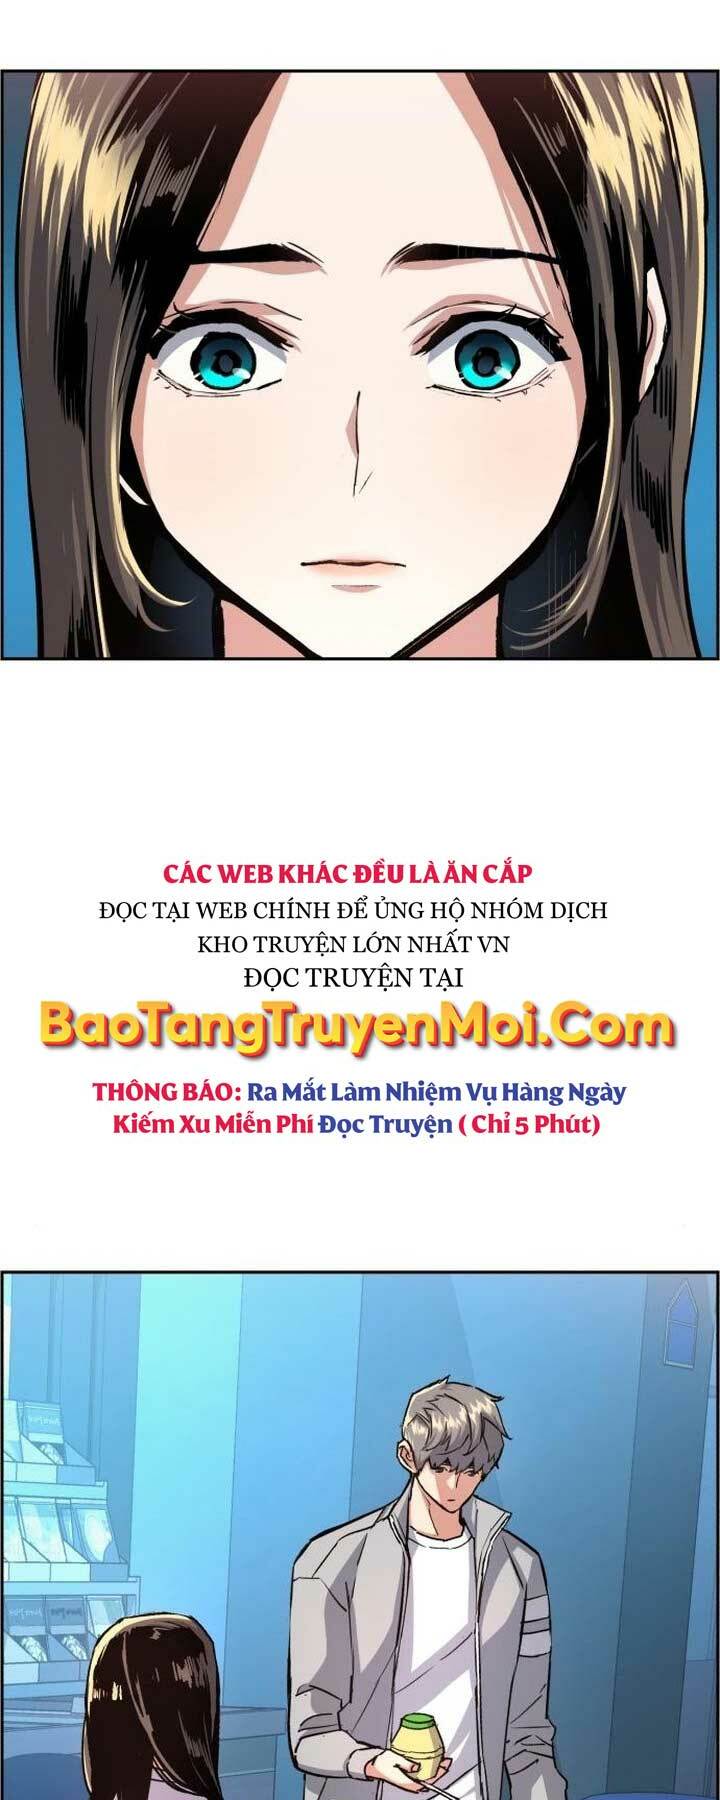 CÁC WEB KHÁC ĐỀU LÀ ĂN CẮP
ĐỌC TẠI WEB CHÍNH ĐỂ ỦNG HỘ NHÓM DỊCH
KHO TRUYỆN LỚN NHẤT VN
ĐỌC TRUYỆN TẠI
BaoTangTruyenMoi.Com
THÔNG BÁO: Ra Mắt Làm Nhiệm Vụ Hàng Ngày
Kiếm Xu Miễn Phí Đọc Truyện ( Chỉ 5 Phút)